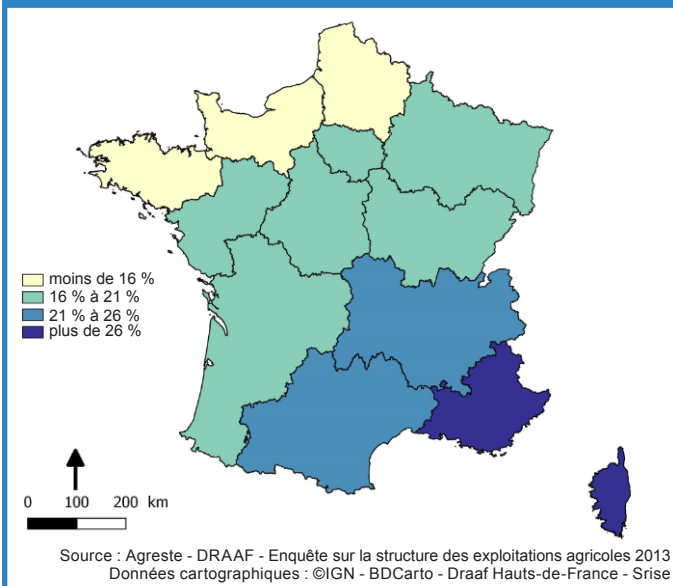 moins de 16 %
16 % à 21 %
21 % à 26 %
plus de 26 %
0 100 200 km
Source : Agreste - DRAAF - Enquête sur la structure des exploitations agricoles 2013
Données cartographiques : ©IGN - BDCarto - Draaf Hauts-de-France - Srise